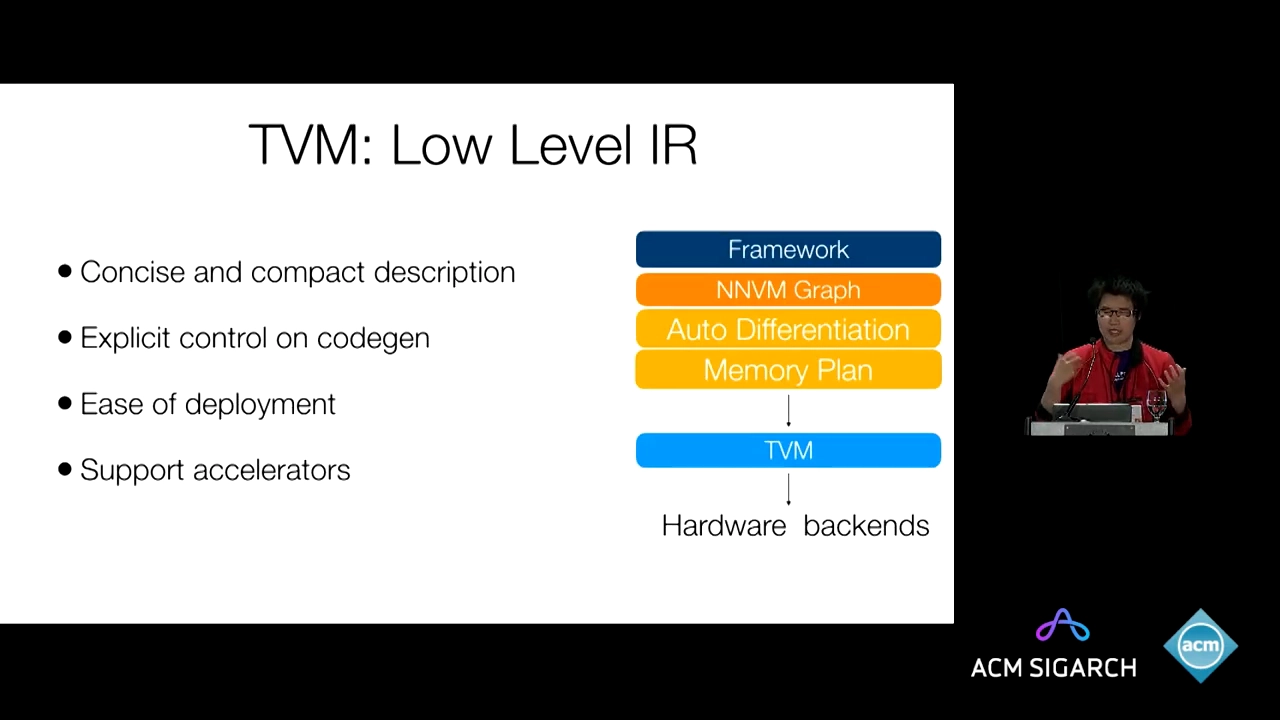 TVM: Low Level IR
• Concise and compact description
• Explicit control on codegen
• Ease of deployment
• Support accelerators
Framework
NNVM Graph
Auto Differentiation
Memory Plan
TVM
Hardware backends
ACM SIGARCH
acm